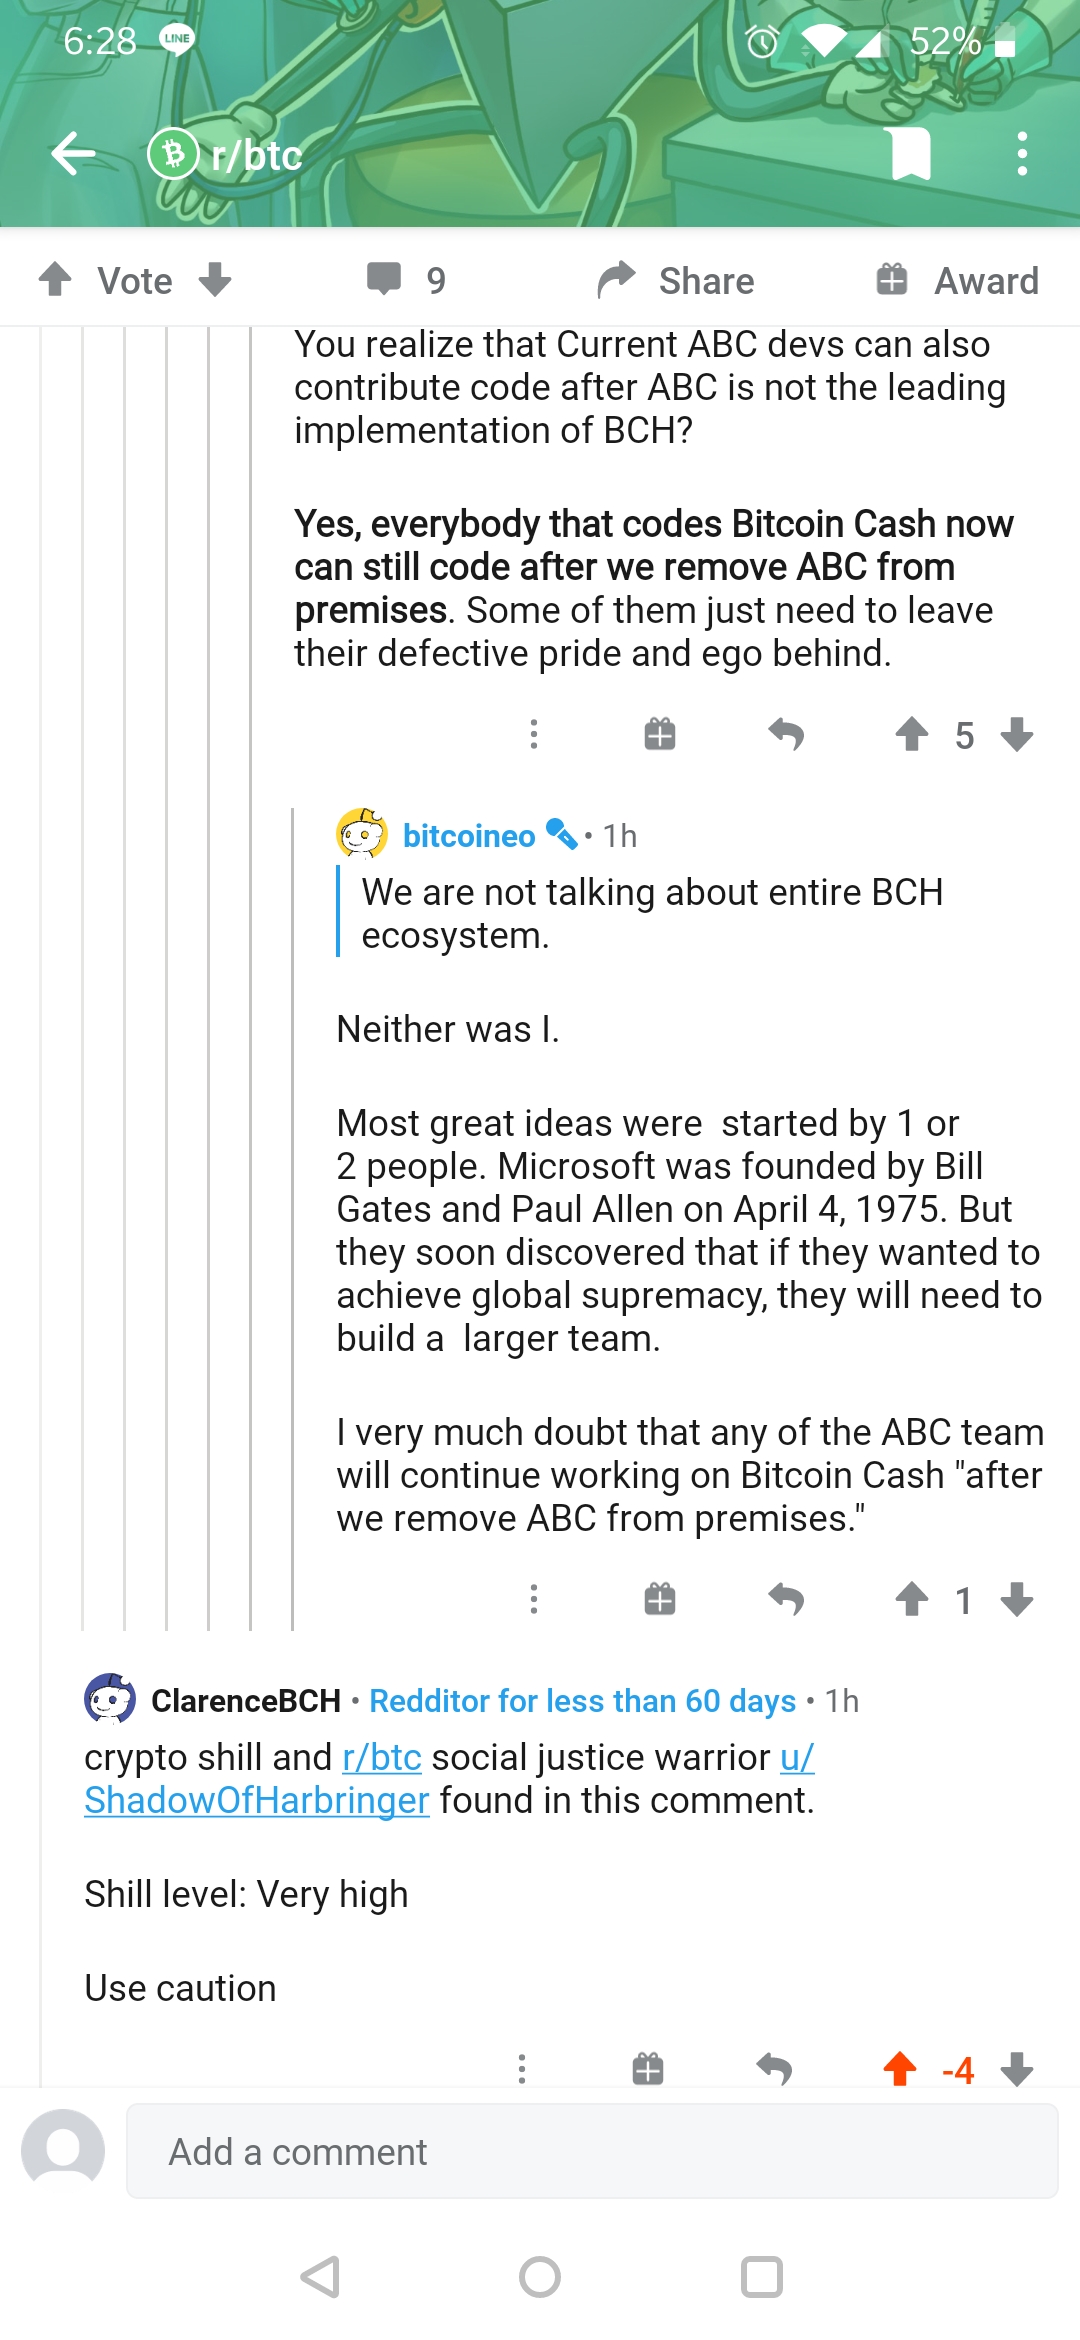 6:28 LINE 52%
r/btc
Vote 9 Share Award
You realize that Current ABC devs can also
contribute code after ABC is not the leading
implementation of BCH?
Yes, everybody that codes Bitcoin Cash now
can still code after we remove ABC from
premises. Some of them just need to leave
their defective pride and ego behind.
5
bitcoineo • 1h
We are not talking about entire BCH
ecosystem.
Neither was I.
Most great ideas were  started by 1 or
2 people. Microsoft was founded by Bill
Gates and Paul Allen on April 4, 1975. But
they soon discovered that if they wanted to
achieve global supremacy, they will need to
build a  larger team.
I very much doubt that any of the ABC team
will continue working on Bitcoin Cash "after
we remove ABC from premises."
1
ClarenceBCH • Redditor for less than 60 days • 1h
crypto shill and r/btc social justice warrior u/
ShadowOfHarbringer found in this comment.
Shill level: Very high
Use caution
-4
Add a comment